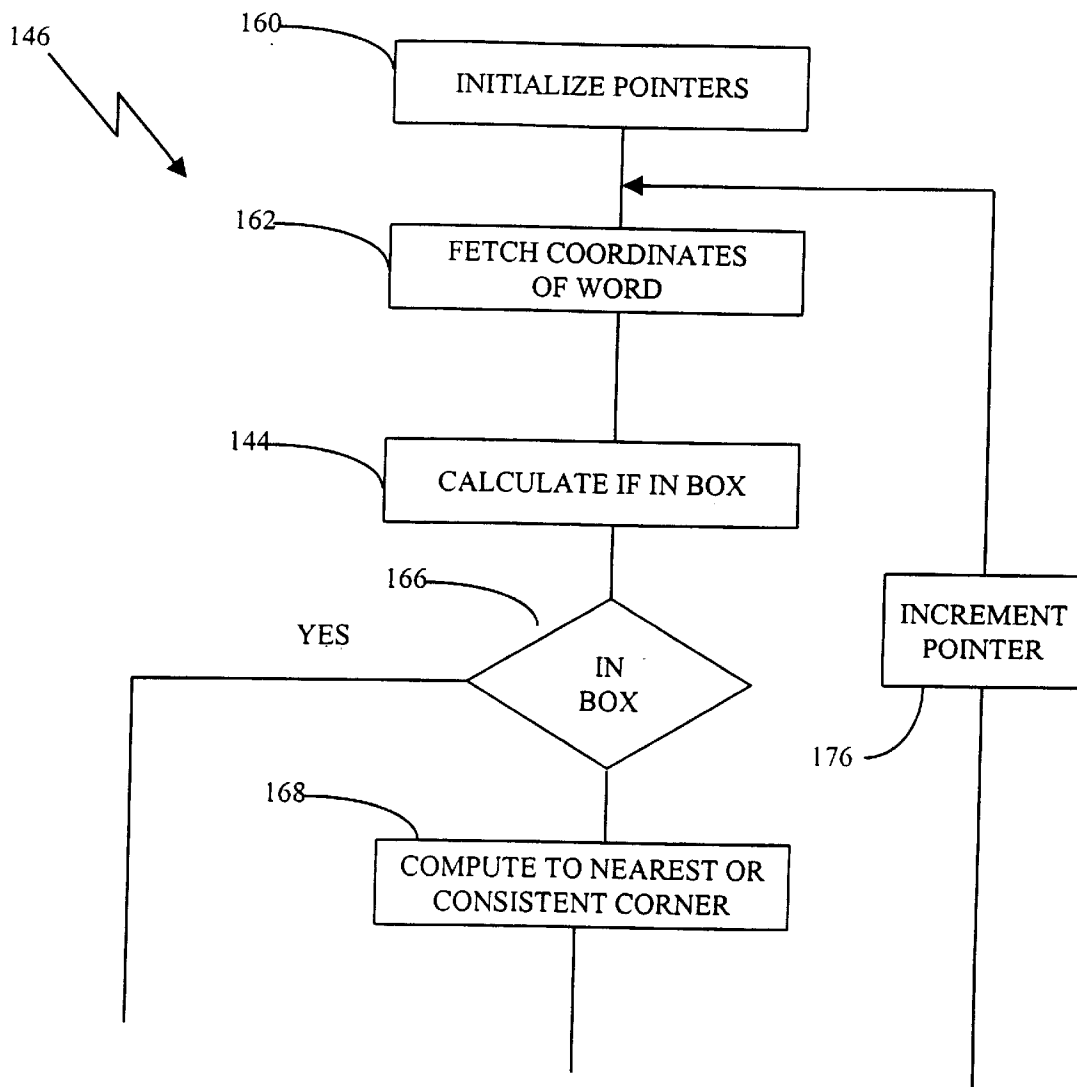 146
160
INITIALIZE POINTERS
162
FETCH COORDINATES
OF WORD
144
CALCULATE IF IN BOX
166
YES
IN
BOX
INCREMENT
POINTER
176
168
COMPUTE TO NEAREST OR
CONSISTENT CORNER